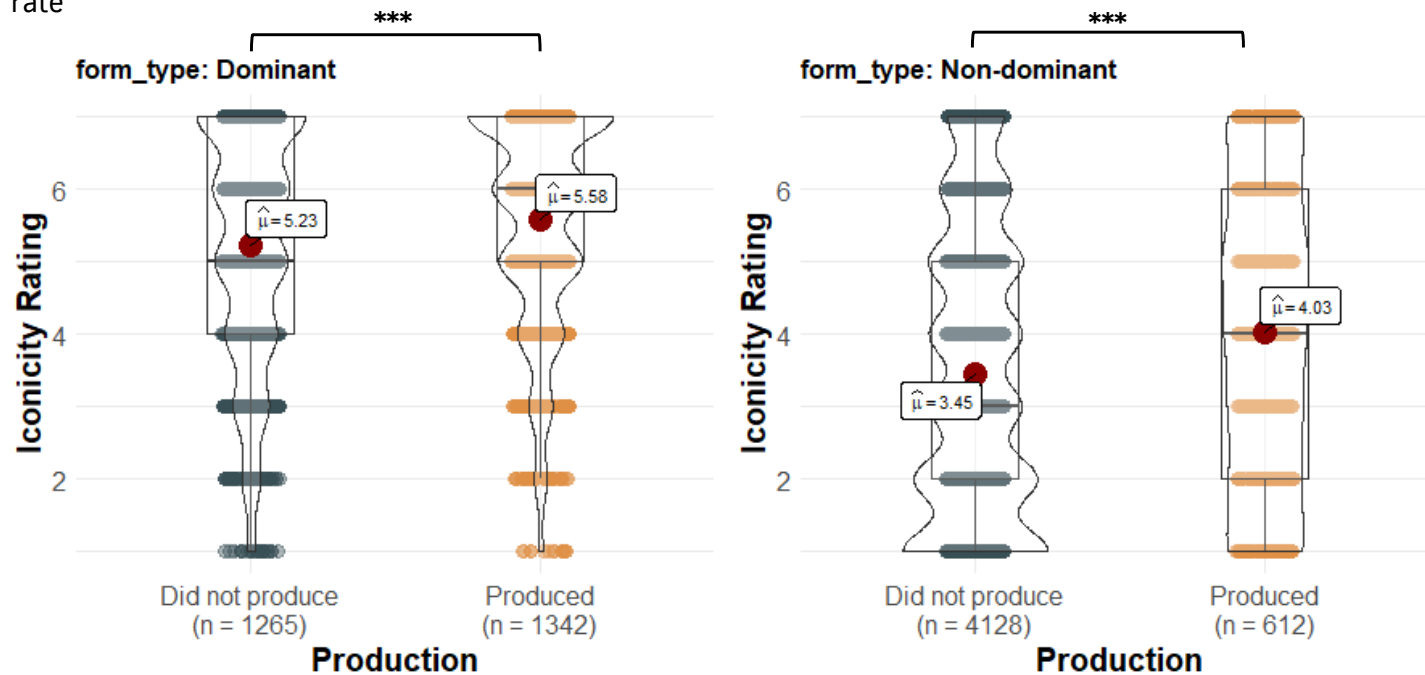 rate
***
form_type: Dominant
Iconicity Rating
6
4
2
μ̂ = 5.23
μ̂ = 5.58
Did not produce
(n = 1265)
Produced
(n = 1342)
Production
***
form_type: Non-dominant
Iconicity Rating
6
4
2
μ̂ = 3.45
μ̂ = 4.03
Did not produce
(n = 4128)
Produced
(n = 612)
Production